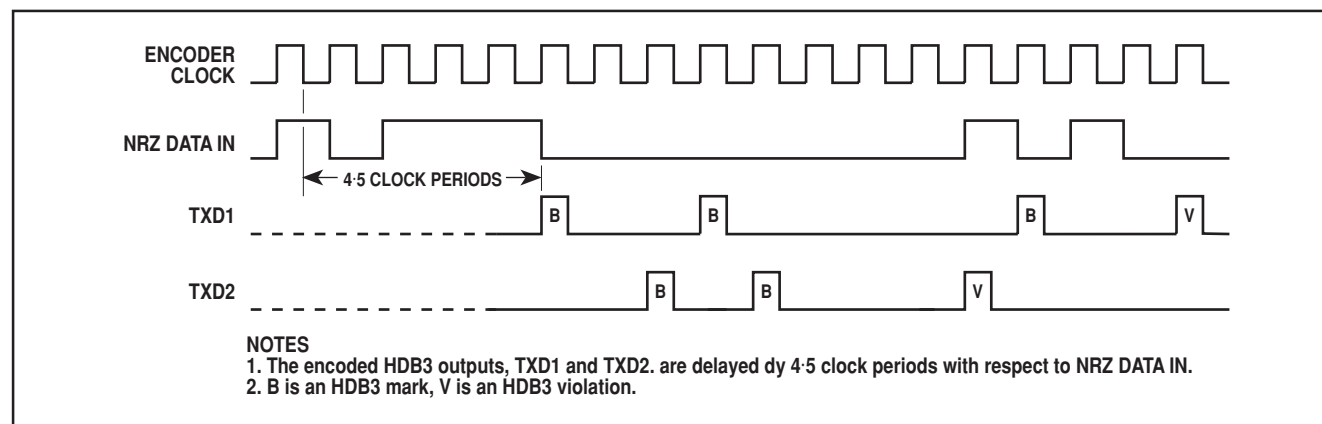 ENCODER
CLOCK
NRZ DATA IN
4·5 CLOCK PERIODS
TXD1
B
B
B
V
TXD2
B
B
V
NOTES
1. The encoded HDB3 outputs, TXD1 and TXD2. are delayed dy 4·5 clock periods with respect to NRZ DATA IN.
2. B is an HDB3 mark, V is an HDB3 violation.